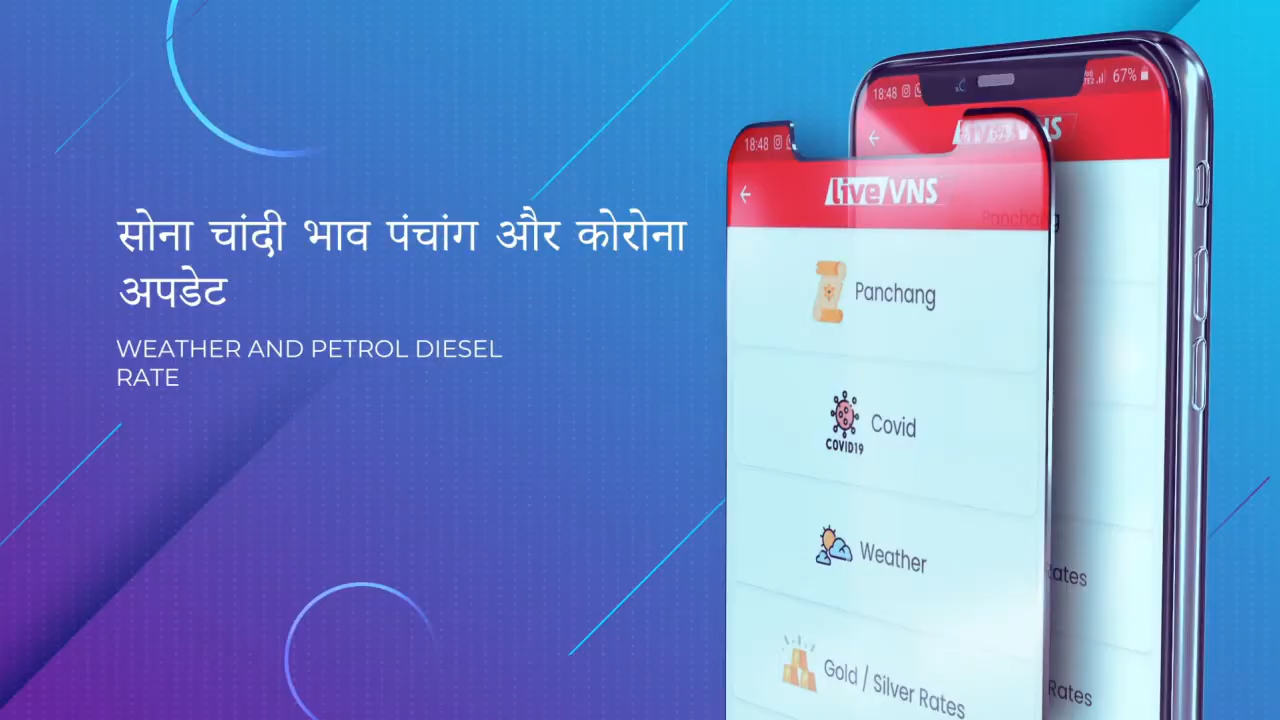 सोना चांदी भाव पंचांग और कोरोना
अपडेट
WEATHER AND PETROL DIESEL
RATE
18:48
67%
18:48
live VNS
Panchang
Panchang
COVID19
Covid
Weather
Gold / Silver Rates
Rates
Rates